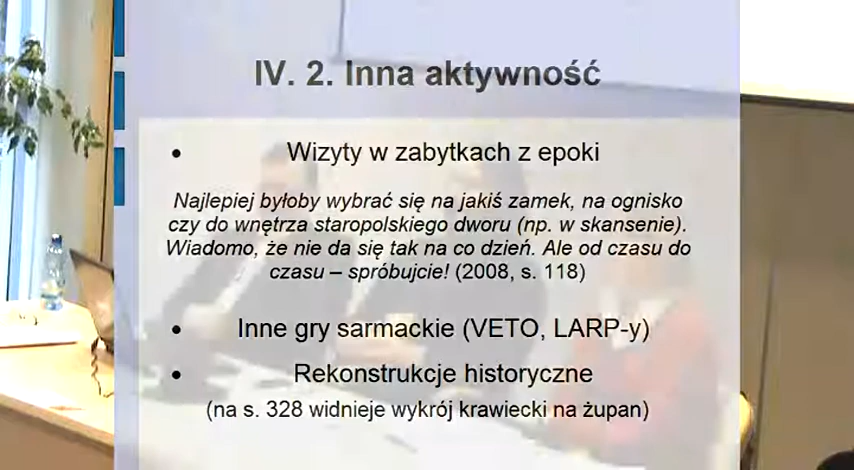 IV. 2. Inna aktywność
• Wizyty w zabytkach z epoki
Najlepiej byłoby wybrać się na jakiś zamek, na ognisko
czy do wnętrza staropolskiego dworu (np. w skansenie).
Wiadomo, że nie da się tak na co dzień. Ale od czasu do
czasu – spróbujcie! (2008, s. 118)
• Inne gry sarmackie (VETO, LARP-y)
• Rekonstrukcje historyczne
(na s. 328 widnieje wykrój krawiecki na żupan)